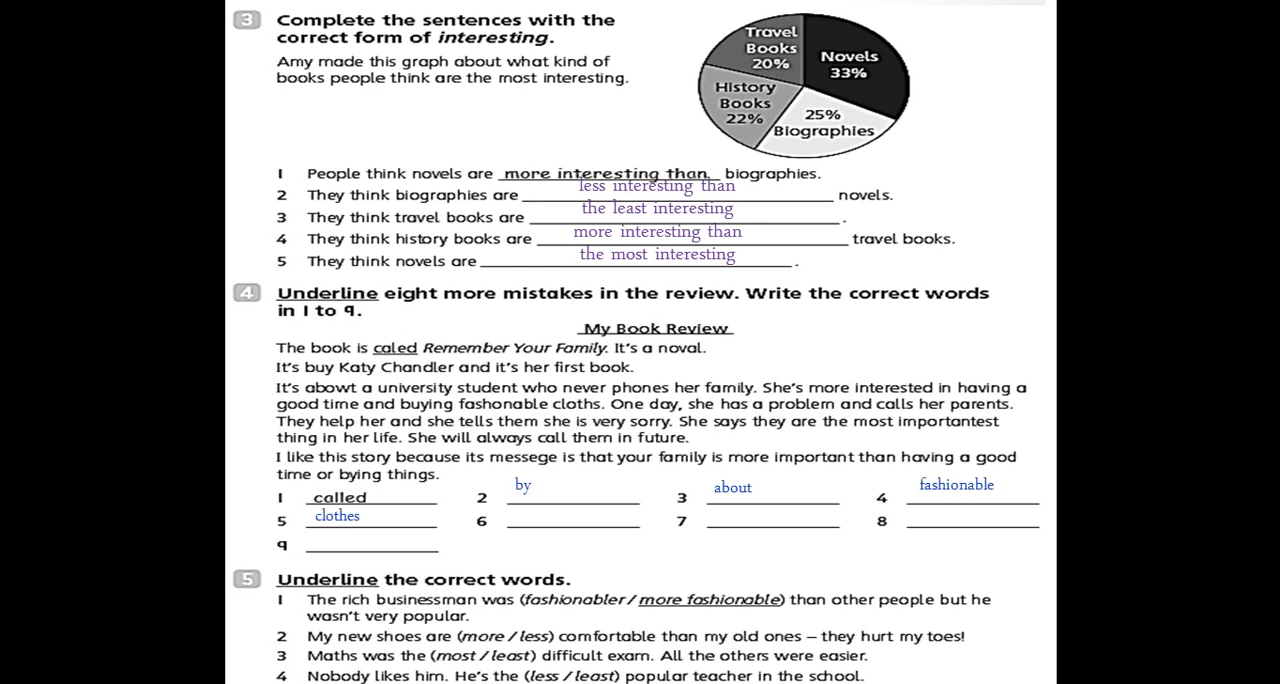 3 Complete the sentences with the
correct form of interesting.
Amy made this graph about what kind of
books people think are the most interesting.
Travel
Books
20%
Novels
33%
History
Books
22%
25%
Biographies
1 People think novels are more interesting than biographies.
2 They think biographies are less interesting than novels.
3 They think travel books are the least interesting.
4 They think history books are more interesting than travel books.
5 They think novels are the most interesting.
4 Underline eight more mistakes in the review. Write the correct words
in 1 to 9.
My Book Review
The book is caled Remember Your Family. It's a noval.
It's buy Katy Chandler and it's her first book.
It's abowt a university student who never phones her family. She's more interested in having a
good time and buying fashonable cloths. One day, she has a problem and calls her parents.
They help her and she tells them she is very sorry. She says they are the most importantest
thing in her life. She will always call them in future.
I like this story because its messege is that your family is more important than having a good
time or bying things.
1 called 2 by 3 about 4 fashionable
5 clothes 6 7 8
9
5 Underline the correct words.
1 The rich businessman was (fashionabler / more fashionable) than other people but he
wasn't very popular.
2 My new shoes are (more / less) comfortable than my old ones – they hurt my toes!
3 Maths was the (most / least) difficult exam. All the others were easier.
4 Nobody likes him. He's the (less / least) popular teacher in the school.